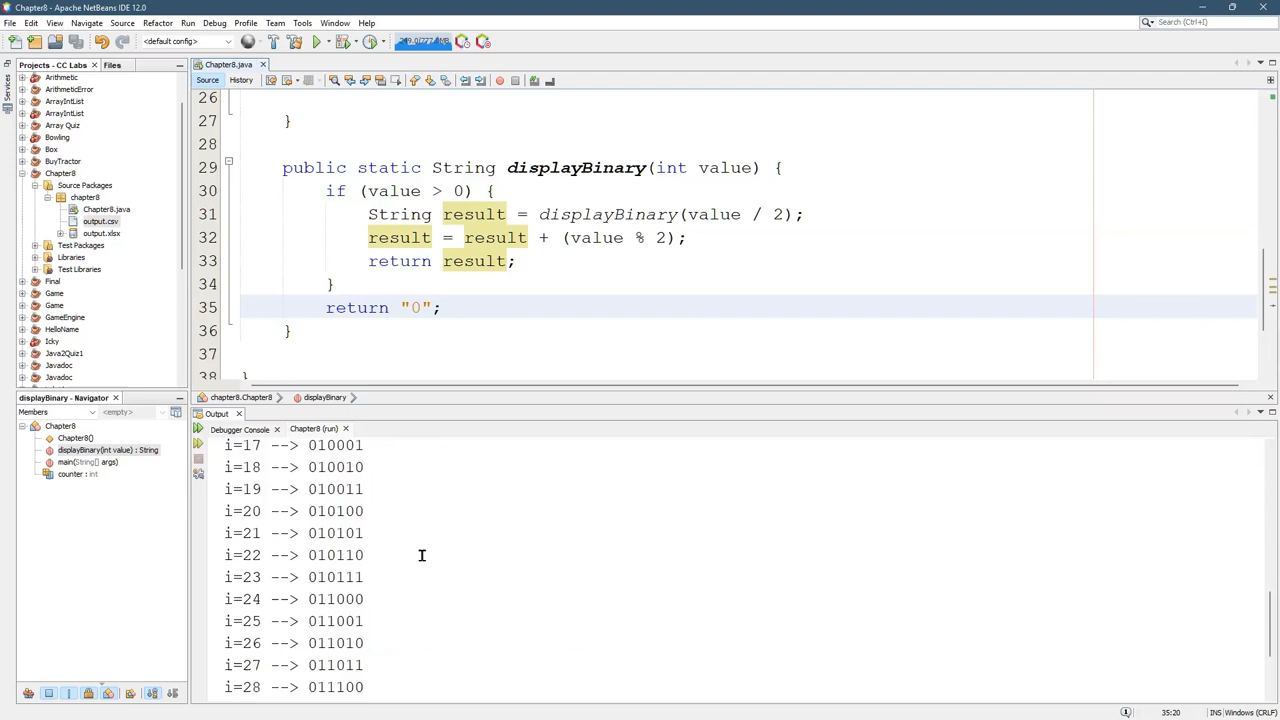 Chapter8 - Apache NetBeans IDE 12.0
File Edit View Navigate Source Refactor Run Debug Profile Team Tools Window Help
Search (Ctrl+I)
<default config>
Projects - CC Labs
Files
Services
Arithmetic
ArithmeticError
ArrayIntList
ArrayIntList
Array Quiz
Bowling
Box
BuyTractor
Chapter8
Source Packages
chapter8
Chapter8.java
output.csv
output.xlsx
Test Packages
Libraries
Test Libraries
Final
Game
Game
GameEngine
HelloName
Icky
Java2Quiz1
Javadoc
Javadoc
displayBinary - Navigator
Members
<empty>
Chapter8
Chapter8()
displayBinary(int value) : String
main(String[] args)
counter : int
Chapter8.java
Source History
26
27 }
28
29 public static String displayBinary(int value) {
30 if (value > 0) {
31 String result = displayBinary(value / 2);
32 result = result + (value % 2);
33 return result;
34 }
35 return "0";
36 }
37
38 }
chapter8.Chapter8 displayBinary
Output
Debugger Console Chapter8 (run)
i=17 --> 010001
i=18 --> 010010
i=19 --> 010011
i=20 --> 010100
i=21 --> 010101
i=22 --> 010110
i=23 --> 010111
i=24 --> 011000
i=25 --> 011001
i=26 --> 011010
i=27 --> 011011
i=28 --> 011100
35:20 INS Windows (CRLF)